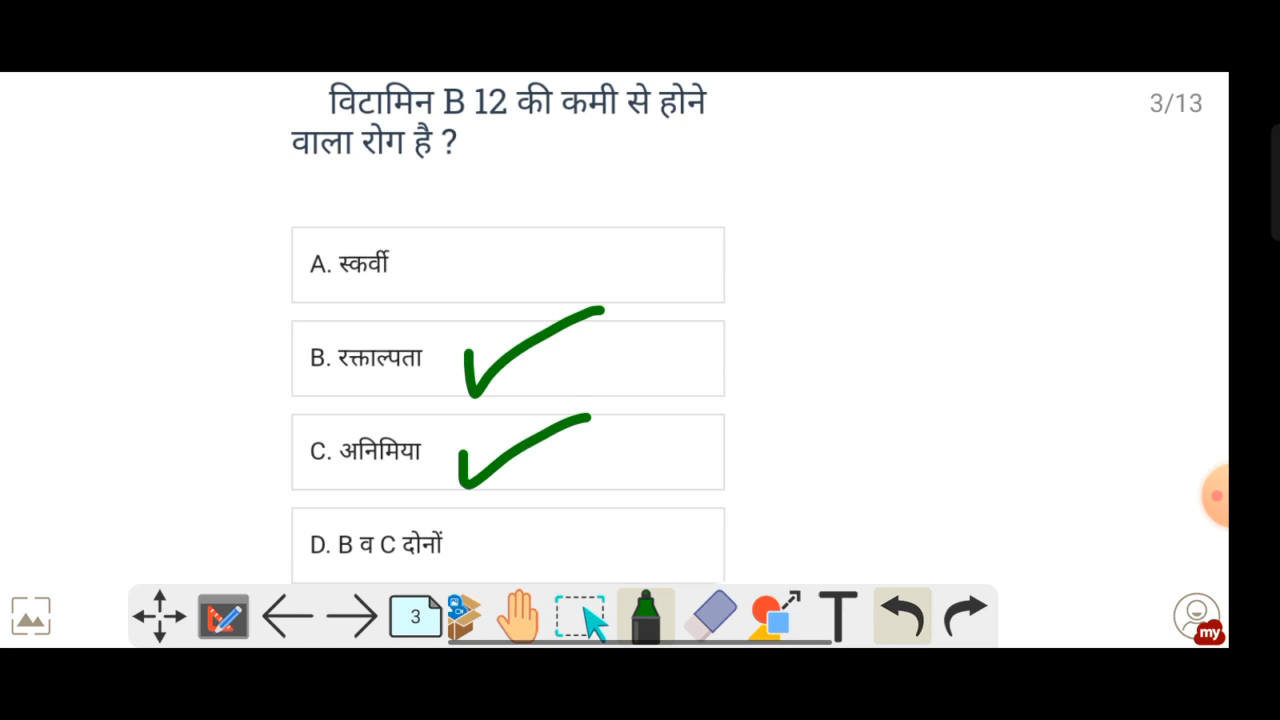 विटामिन B 12 की कमी से होने
वाला रोग है ?
3/13
A. स्कर्वी
B. रक्ताल्पता
C. अनिमिया
D. B व C दोनों
3
T
my